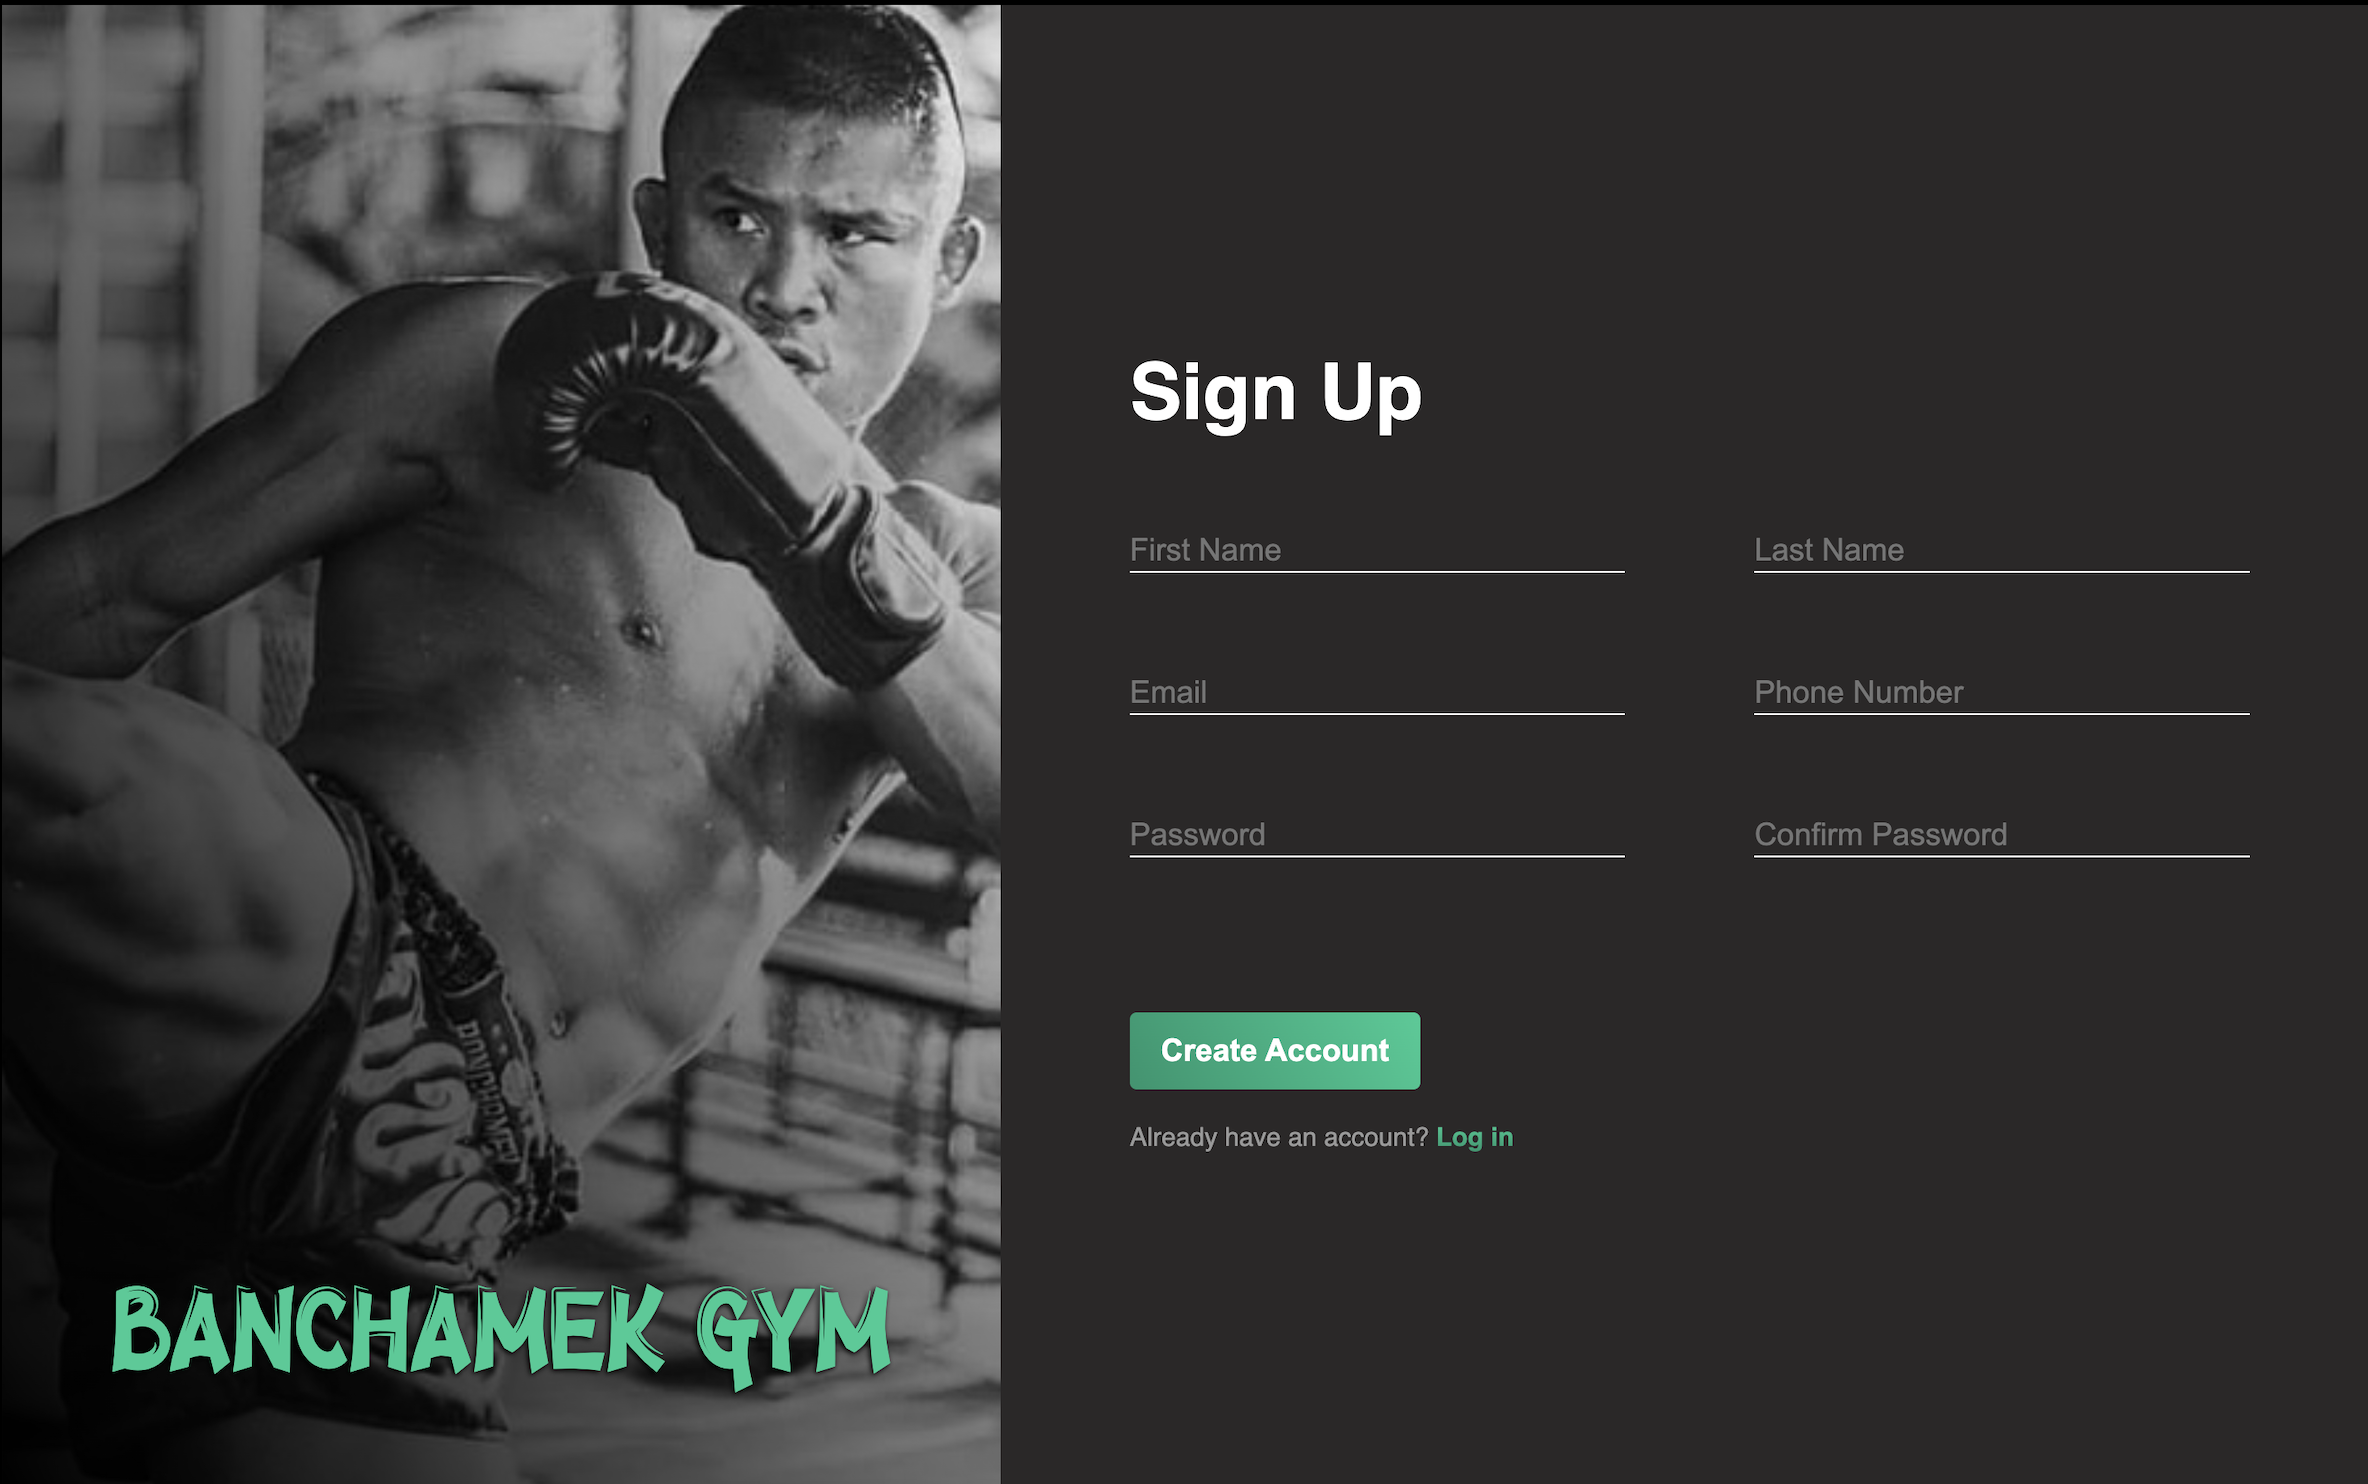 Sign Up
First Name
Last Name
Email
Phone Number
Password
Confirm Password
Create Account
Already have an account? Log in
BANCHAMEK GYM